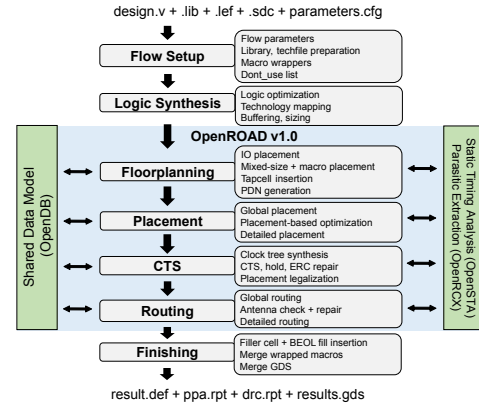 design.v + .lib + .lef + .sdc + parameters.cfg
Flow Setup
Flow parameters
Library, techfile preparation
Macro wrappers
Dont_use list
Logic Synthesis
Logic optimization
Technology mapping
Buffering, sizing
OpenROAD v1.0
Shared Data Model
(OpenDB)
Static Timing Analysis (OpenSTA)
Parasitic Extraction (OpenRCX)
Floorplanning
IO placement
Mixed-size + macro placement
Tapcell insertion
PDN generation
Placement
Global placement
Placement-based optimization
Detailed placement
CTS
Clock tree synthesis
CTS, hold, ERC repair
Placement legalization
Routing
Global routing
Antenna check + repair
Detailed routing
Finishing
Filler cell + BEOL fill insertion
Merge wrapped macros
Merge GDS
result.def + ppa.rpt + drc.rpt + results.gds